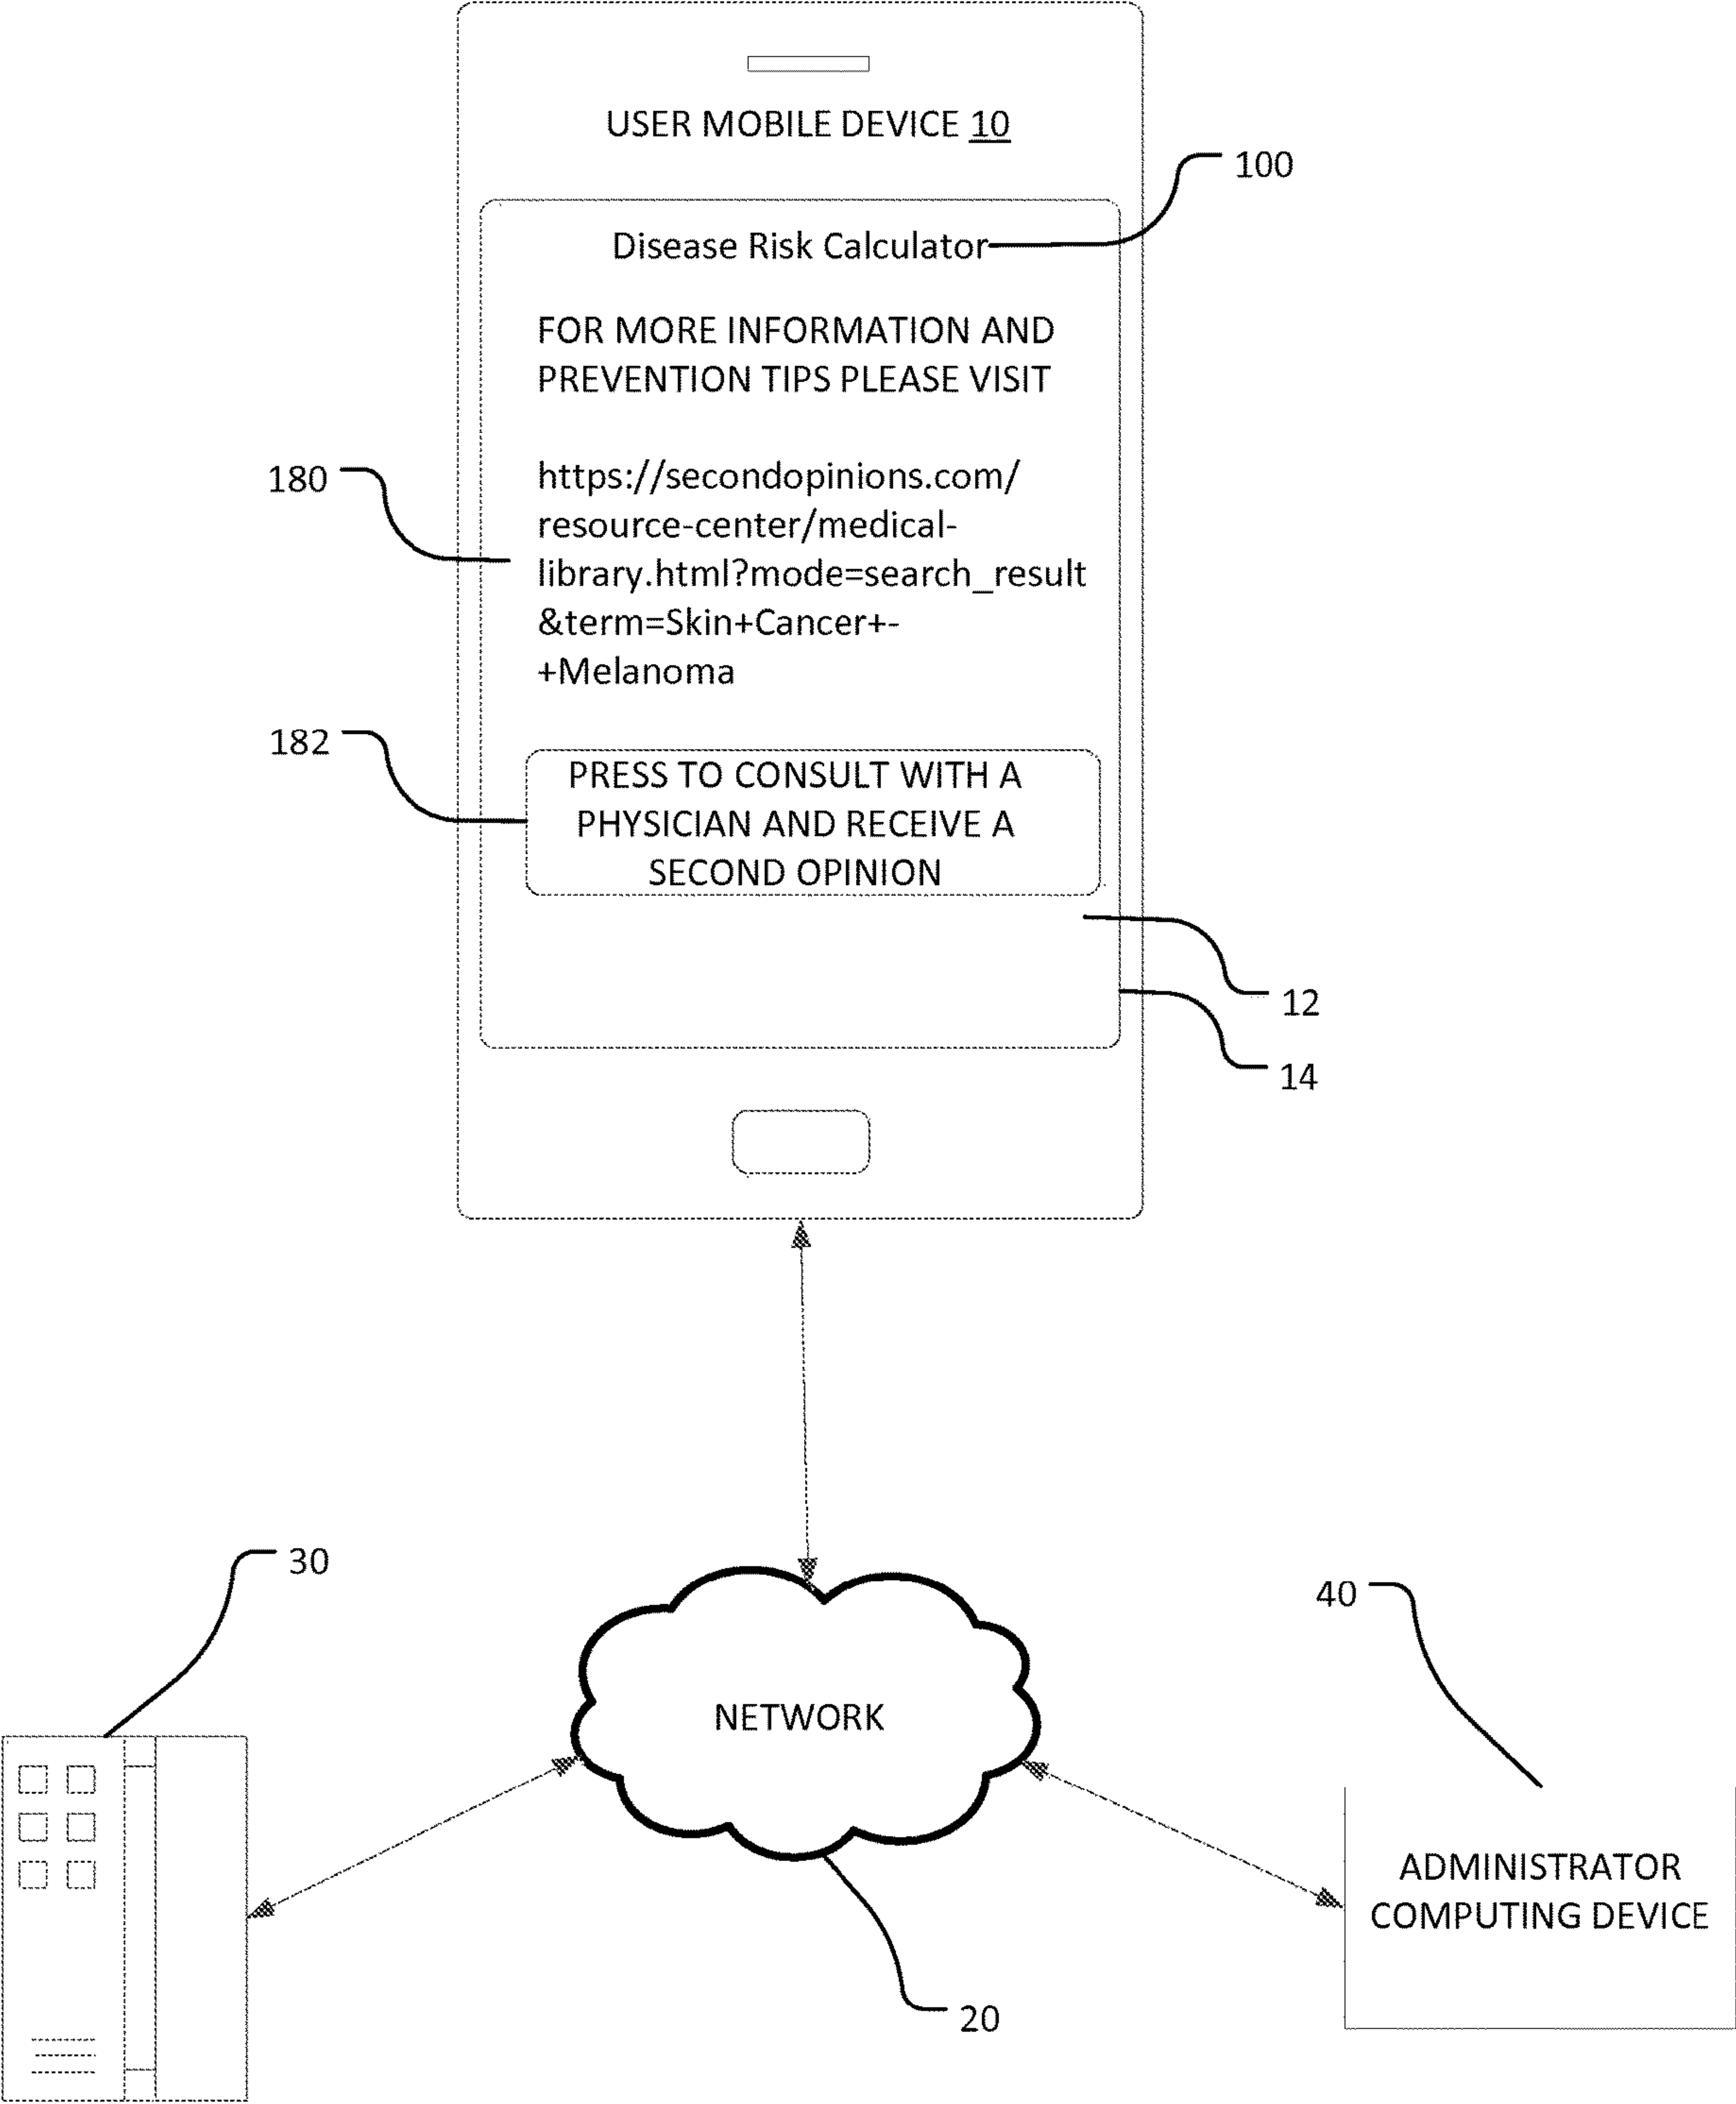 USER MOBILE DEVICE 10
100
Disease Risk Calculator
FOR MORE INFORMATION AND
PREVENTION TIPS PLEASE VISIT
180
https://secondopinions.com/
resource-center/medical-
library.html?mode=search_result
&term=Skin+Cancer+-
+Melanoma
182
PRESS TO CONSULT WITH A
PHYSICIAN AND RECEIVE A
SECOND OPINION
12
14
30
40
NETWORK
ADMINISTRATOR
COMPUTING DEVICE
20